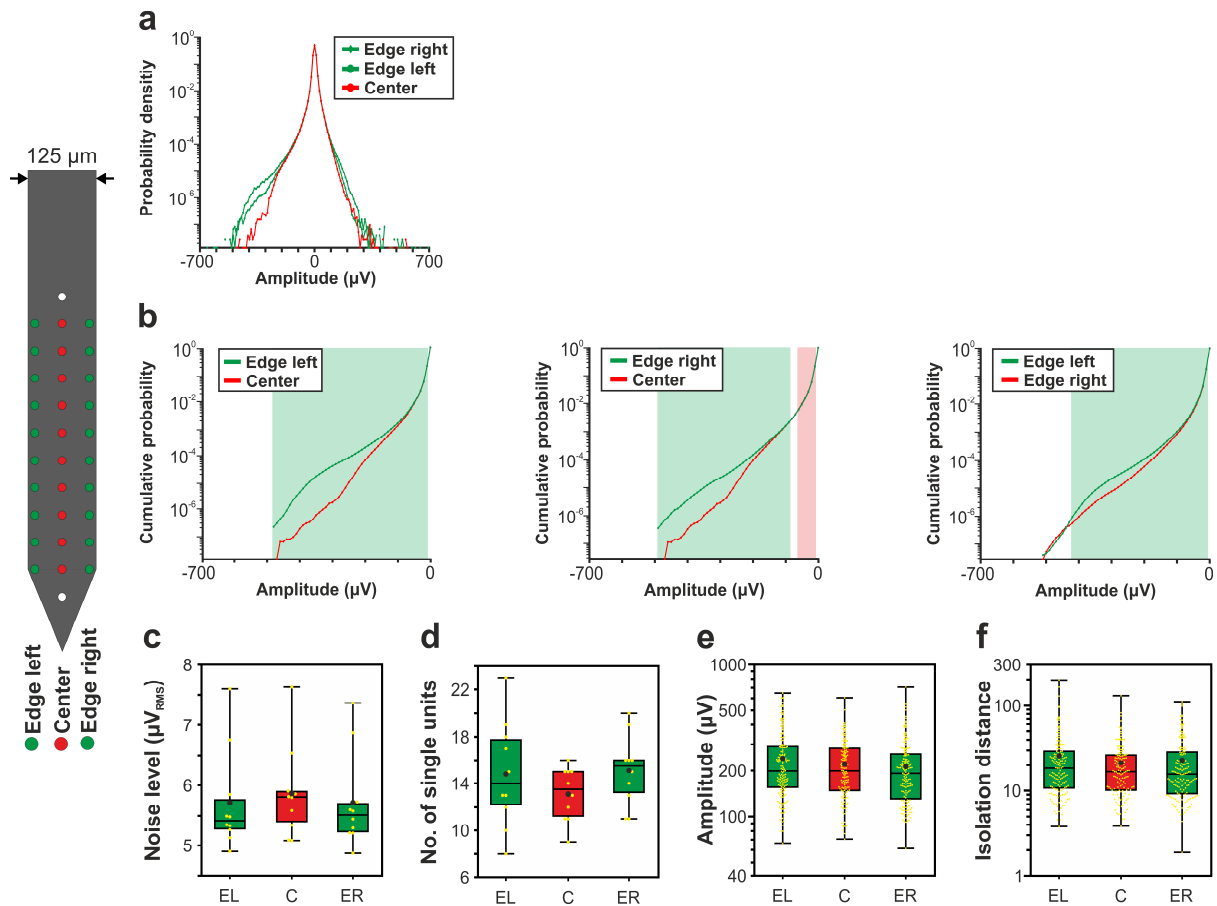 125 µm
Edge left
Center
Edge right
a
Probability densitiy
10^0
10^-2
10^-4
10^-6
Edge right
Edge left
Center
-700
0
700
Amplitude (µV)
b
Cumulative probability
10^0
10^-2
10^-4
10^-6
Edge left
Center
-700
0
Amplitude (µV)
Cumulative probability
10^0
10^-2
10^-4
10^-6
Edge right
Center
-700
0
Amplitude (µV)
Cumulative probability
10^0
10^-2
10^-4
10^-6
Edge left
Edge right
-700
0
Amplitude (µV)
c
Noise level (µV_RMS)
8
7
6
5
EL C ER
d
No. of single units
22
18
14
10
6
EL C ER
e
Amplitude (µV)
1000
200
100
40
EL C ER
f
Isolation distance
300
100
10
1
EL C ER